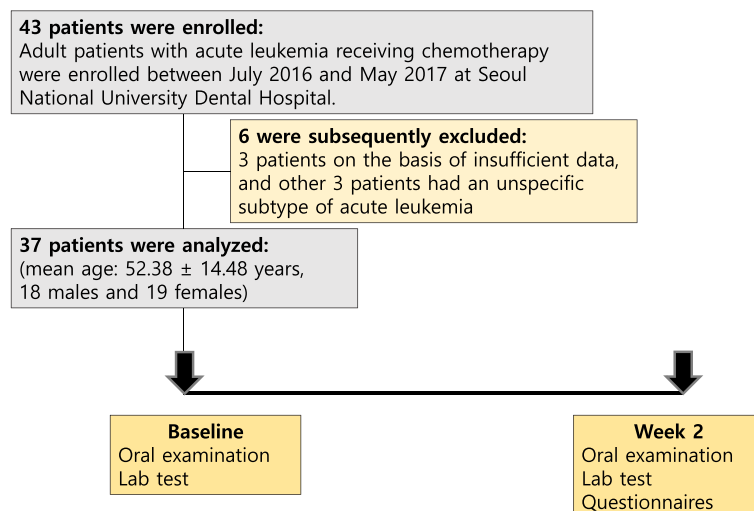 43 patients were enrolled:
Adult patients with acute leukemia receiving chemotherapy
were enrolled between July 2016 and May 2017 at Seoul
National University Dental Hospital.
6 were subsequently excluded:
3 patients on the basis of insufficient data,
and other 3 patients had an unspecific
subtype of acute leukemia
37 patients were analyzed:
(mean age: 52.38 ± 14.48 years,
18 males and 19 females)
Baseline
Oral examination
Lab test
Week 2
Oral examination
Lab test
Questionnaires